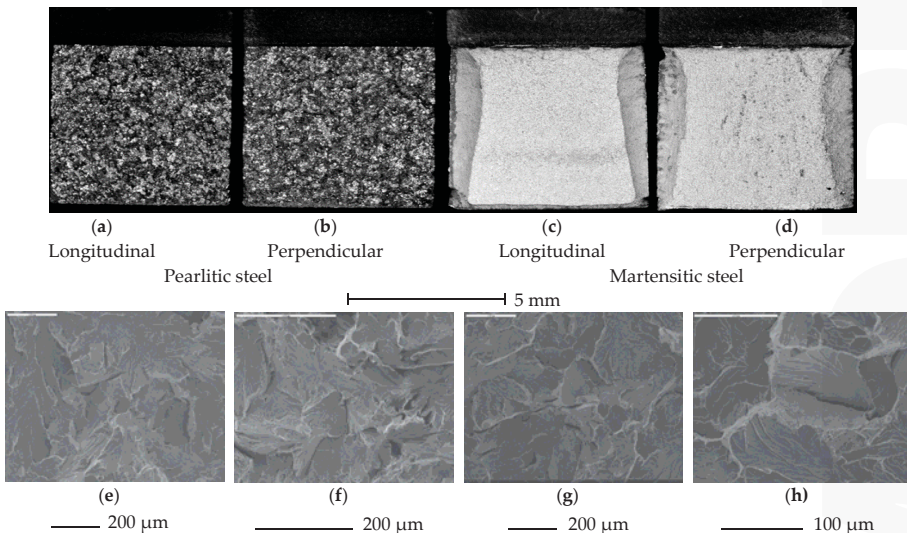 (a) (b) (c) (d)
Longitudinal Perpendicular Longitudinal Perpendicular
Pearlitic steel Martensitic steel
5 mm
(e) (f) (g) (h)
200 µm 200 µm 200 µm 100 µm